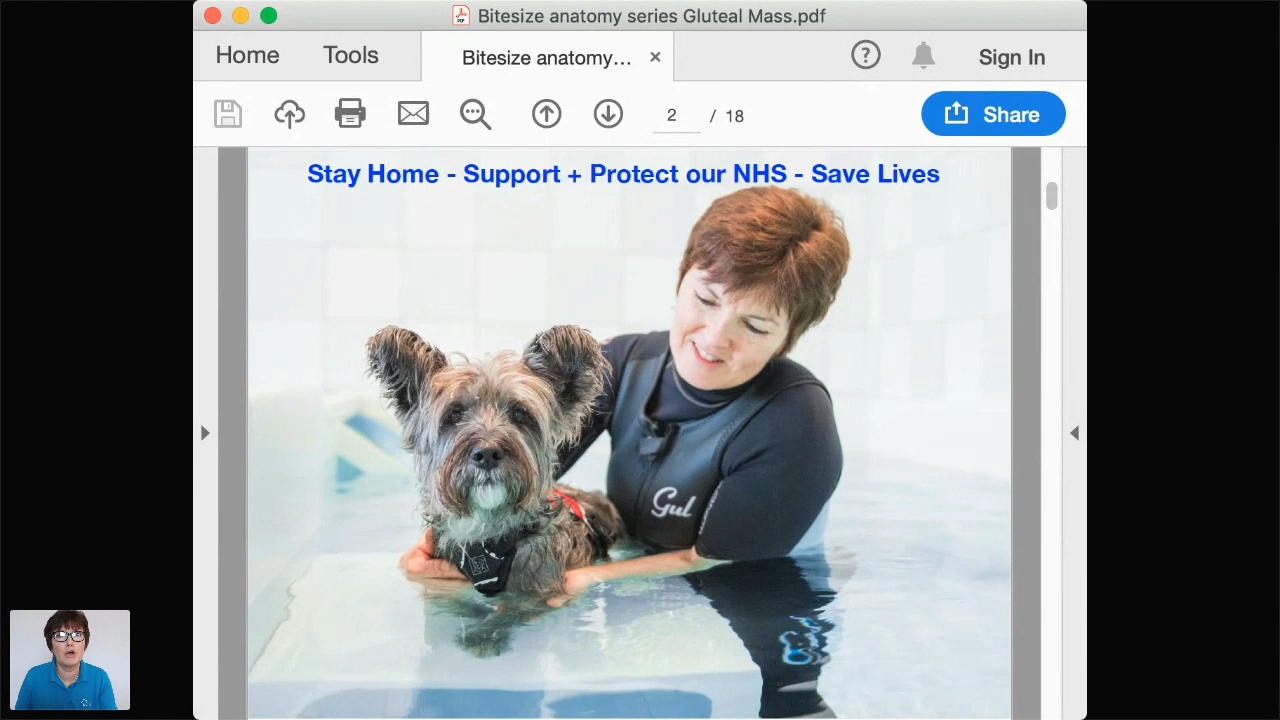 Bitesize anatomy series Gluteal Mass.pdf
Home
Tools
Bitesize anatomy...
Sign In
2 / 18
Share
Stay Home - Support + Protect our NHS - Save Lives
Gul